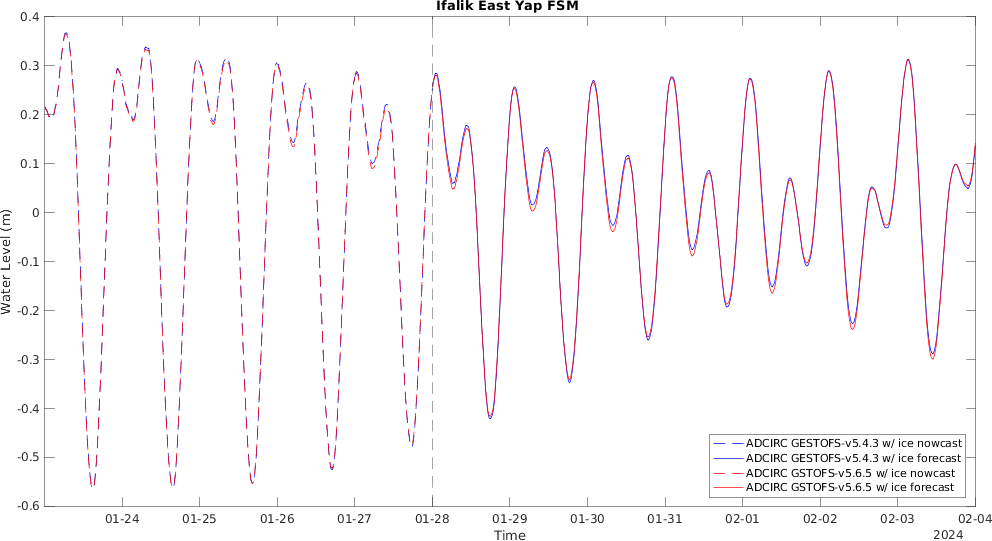 Ifalik East Yap FSM
0.4
0.3
0.2
0.1
0
-0.1
-0.2
-0.3
-0.4
-0.5
-0.6
Water Level (m)
ADCIRC GESTOFS-v5.4.3 w/ ice nowcast
ADCIRC GESTOFS-v5.4.3 w/ ice forecast
ADCIRC GSTOFS-v5.6.5 w/ ice nowcast
ADCIRC GSTOFS-v5.6.5 w/ ice forecast
01-24 01-25 01-26 01-27 01-28 01-29 01-30 01-31 02-01 02-02 02-03 02-04
Time
2024